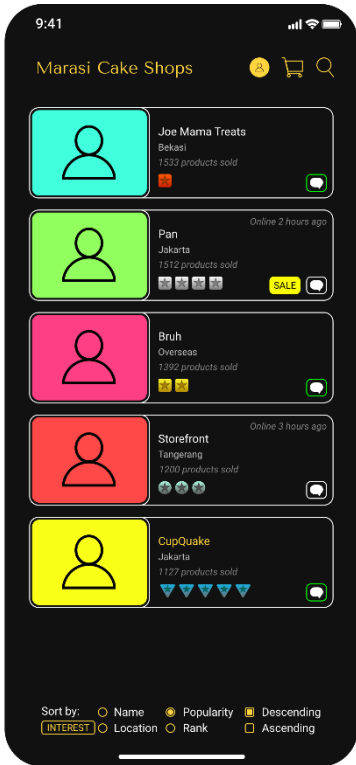 9:41
Marasi Cake Shops
Joe Mama Treats
Bekasi
1533 products sold
Online 2 hours ago
Pan
Jakarta
1512 products sold
SALE
Bruh
Overseas
1392 products sold
Online 3 hours ago
Storefront
Tangerang
1200 products sold
CupQuake
Jakarta
1127 products sold
Sort by: Name Popularity Descending
INTEREST Location Rank Ascending